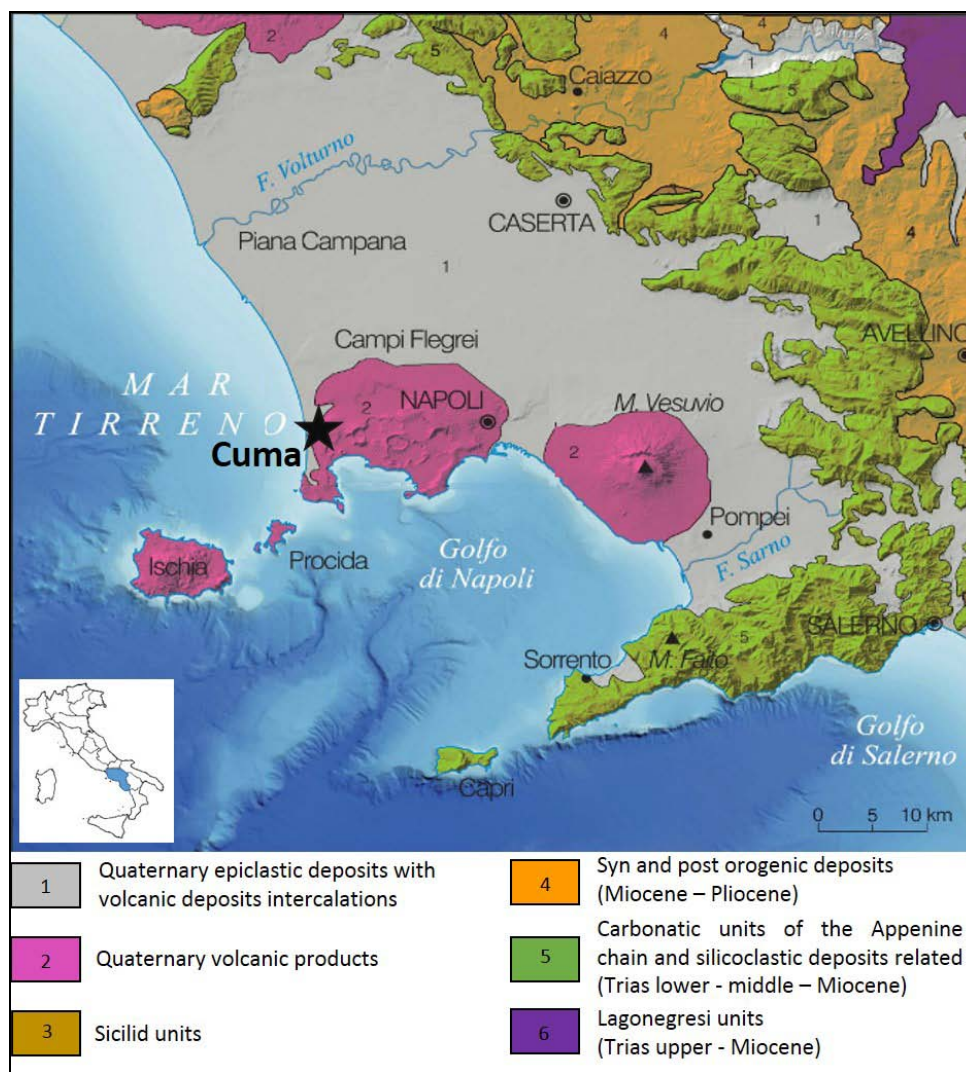 2
5
4
4
1
Caiazzo
5
F. Volturno
CASERTA
Piana Campana
1
1
4
Campi Flegrei
AVELLINO
MAR
TIRRENO
2
NAPOLI
M. Vesuvio
Cuma
2
Pompei
Golfo
di Napoli
F. Sarno
Procida
Ischia
SALERNO
5
Sorrento
M. Faito
Golfo
di Salerno
Capri
0 5 10 km
1 Quaternary epiclastic deposits with
volcanic deposits intercalations
2 Quaternary volcanic products
3 Sicilid units
4 Syn and post orogenic deposits
(Miocene – Pliocene)
5 Carbonatic units of the Appenine
chain and silicoclastic deposits related
(Trias lower - middle – Miocene)
6 Lagonegresi units
(Trias upper - Miocene)